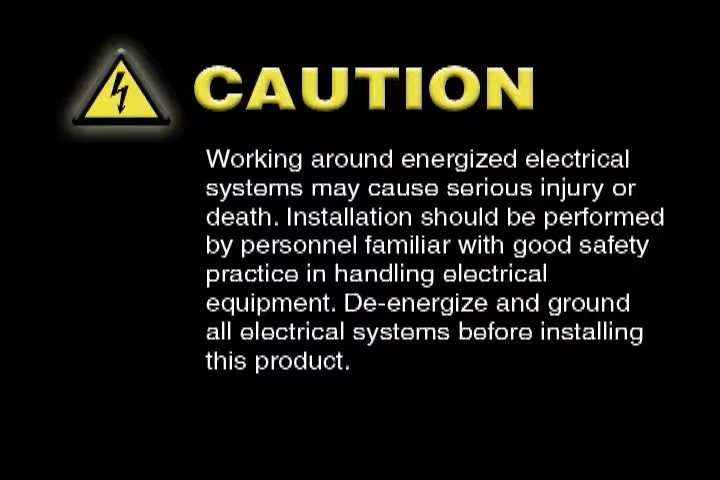 CAUTION
Working around energized electrical
systems may cause serious injury or
death. Installation should be performed
by personnel familiar with good safety
practice in handling electrical
equipment. De-energize and ground
all electrical systems before installing
this product.